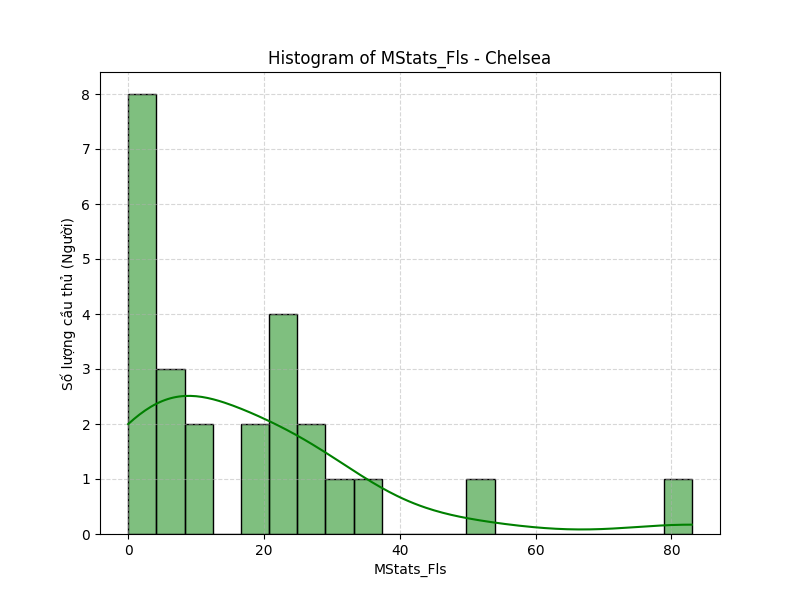 Histogram of MStats_Fls - Chelsea
Số lượng cầu thủ (Người)
8
7
6
5
4
3
2
1
0
0 20 40 60 80
MStats_Fls